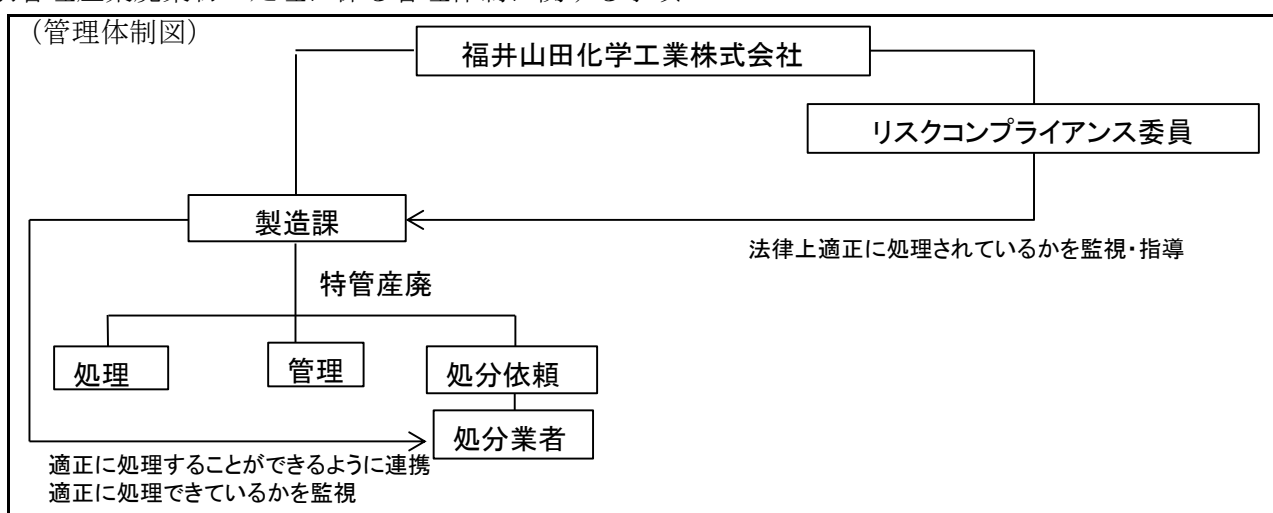 (管理体制図)
福井山田化学工業株式会社
リスクコンプライアンス委員
製造課
法律上適正に処理されているかを監視・指導
特管産廃
処理
管理
処分依頼
処分業者
適正に処理することができるように連携
適正に処理できているかを監視